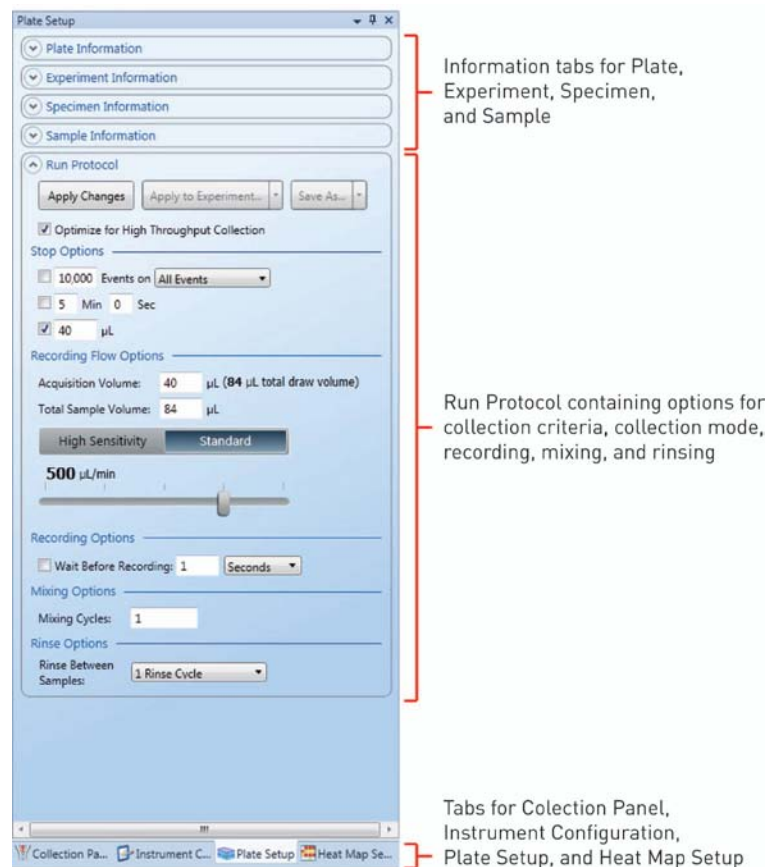 Plate Setup
Plate Information
Experiment Information
Specimen Information
Sample Information
Information tabs for Plate,
Experiment, Specimen,
and Sample
Run Protocol
Apply Changes Apply to Experiment... Save As...
Optimize for High Throughput Collection
Stop Options
10,000 Events on All Events
5 Min 0 Sec
40 µL
Recording Flow Options
Acquisition Volume: 40 µL (84 µL total draw volume)
Total Sample Volume: 84 µL
High Sensitivity Standard
500 µL/min
Recording Options
Wait Before Recording: 1 Seconds
Mixing Options
Mixing Cycles: 1
Rinse Options
Rinse Between
Samples: 1 Rinse Cycle
Run Protocol containing options for
collection criteria, collection mode,
recording, mixing, and rinsing
Collection Pa... Instrument C... Plate Setup Heat Map Se...
Tabs for Colection Panel,
Instrument Configuration,
Plate Setup, and Heat Map Setup